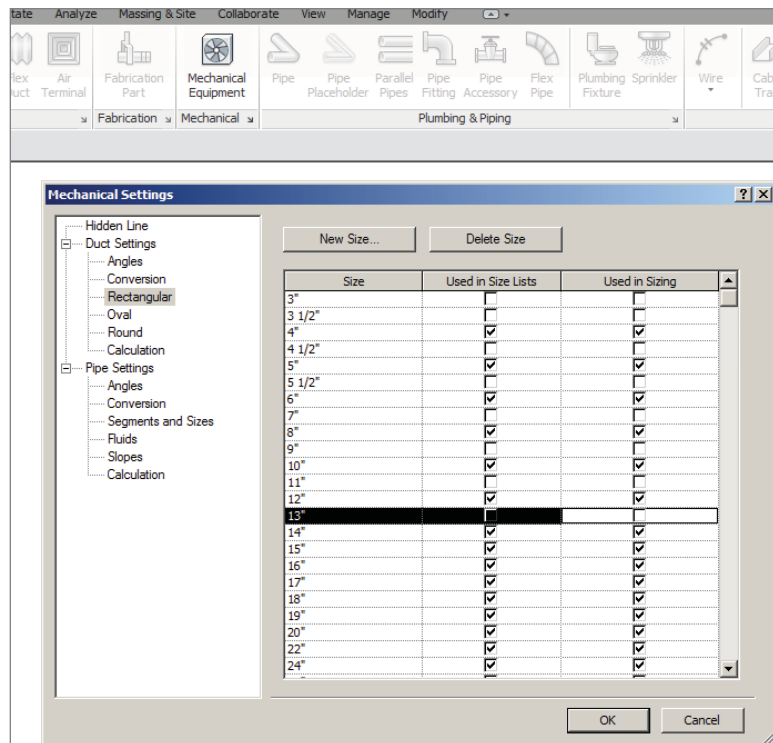 Analyze Massing & Site Collaborate View Manage Modify
Air Terminal
Fabrication Part
Mechanical Equipment
Pipe
Pipe Placeholder
Parallel Pipes
Pipe Fitting
Pipe Accessory
Flex Pipe
Plumbing Fixture
Sprinkler
Wire
Fabrication Mechanical Plumbing & Piping
Mechanical Settings
Hidden Line
Duct Settings
Angles
Conversion
Rectangular
Oval
Round
Calculation
Pipe Settings
Angles
Conversion
Segments and Sizes
Fluids
Slopes
Calculation
New Size... Delete Size
Size Used in Size Lists Used in Sizing
3"
3 1/2"
4"
4 1/2"
5"
5 1/2"
6"
7"
8"
9"
10"
11"
12"
13"
14"
15"
16"
17"
18"
19"
20"
22"
24"
OK Cancel